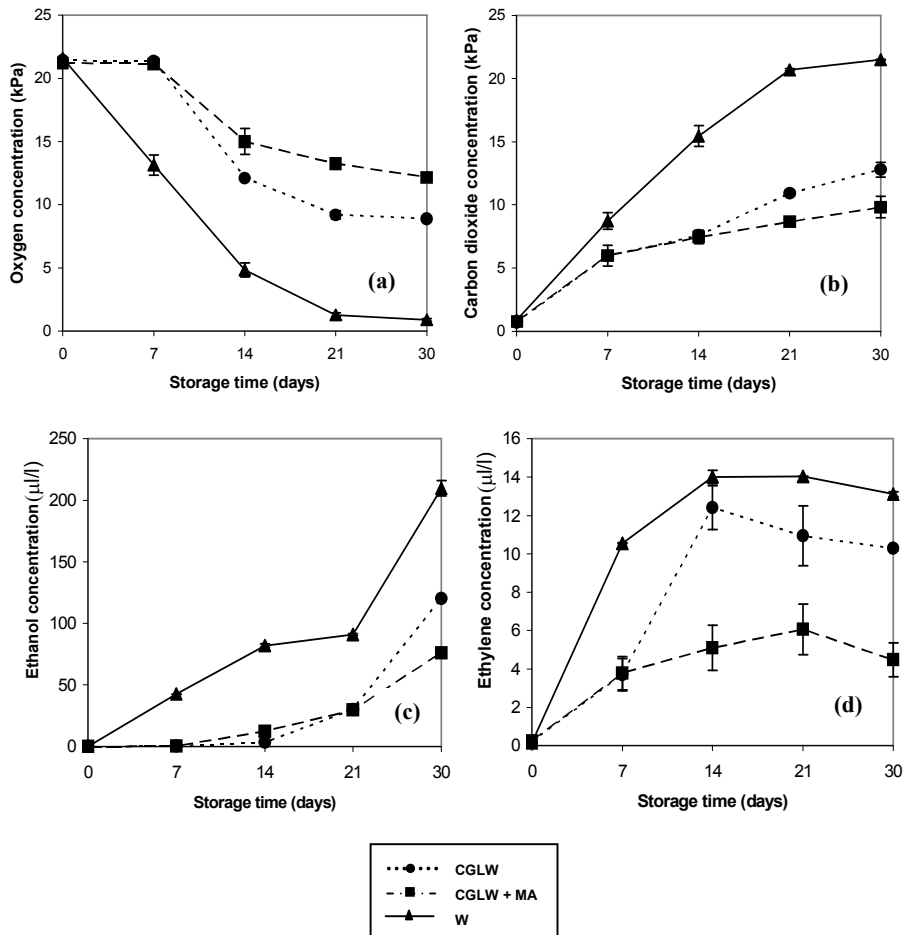 25
20
15
10
5
0
Oxygen concentration (kPa)
0 7 14 21 30
Storage time (days)
(a)
25
20
15
10
5
0
Carbon dioxide concentration (kPa)
0 7 14 21 30
Storage time (days)
(b)
250
200
150
100
50
0
Ethanol concentration (µl/l)
0 7 14 21 30
Storage time (days)
(c)
16
14
12
10
8
6
4
2
0
Ethylene concentration (µl/l)
0 7 14 21 30
Storage time (days)
(d)
CGLW
CGLW + MA
W